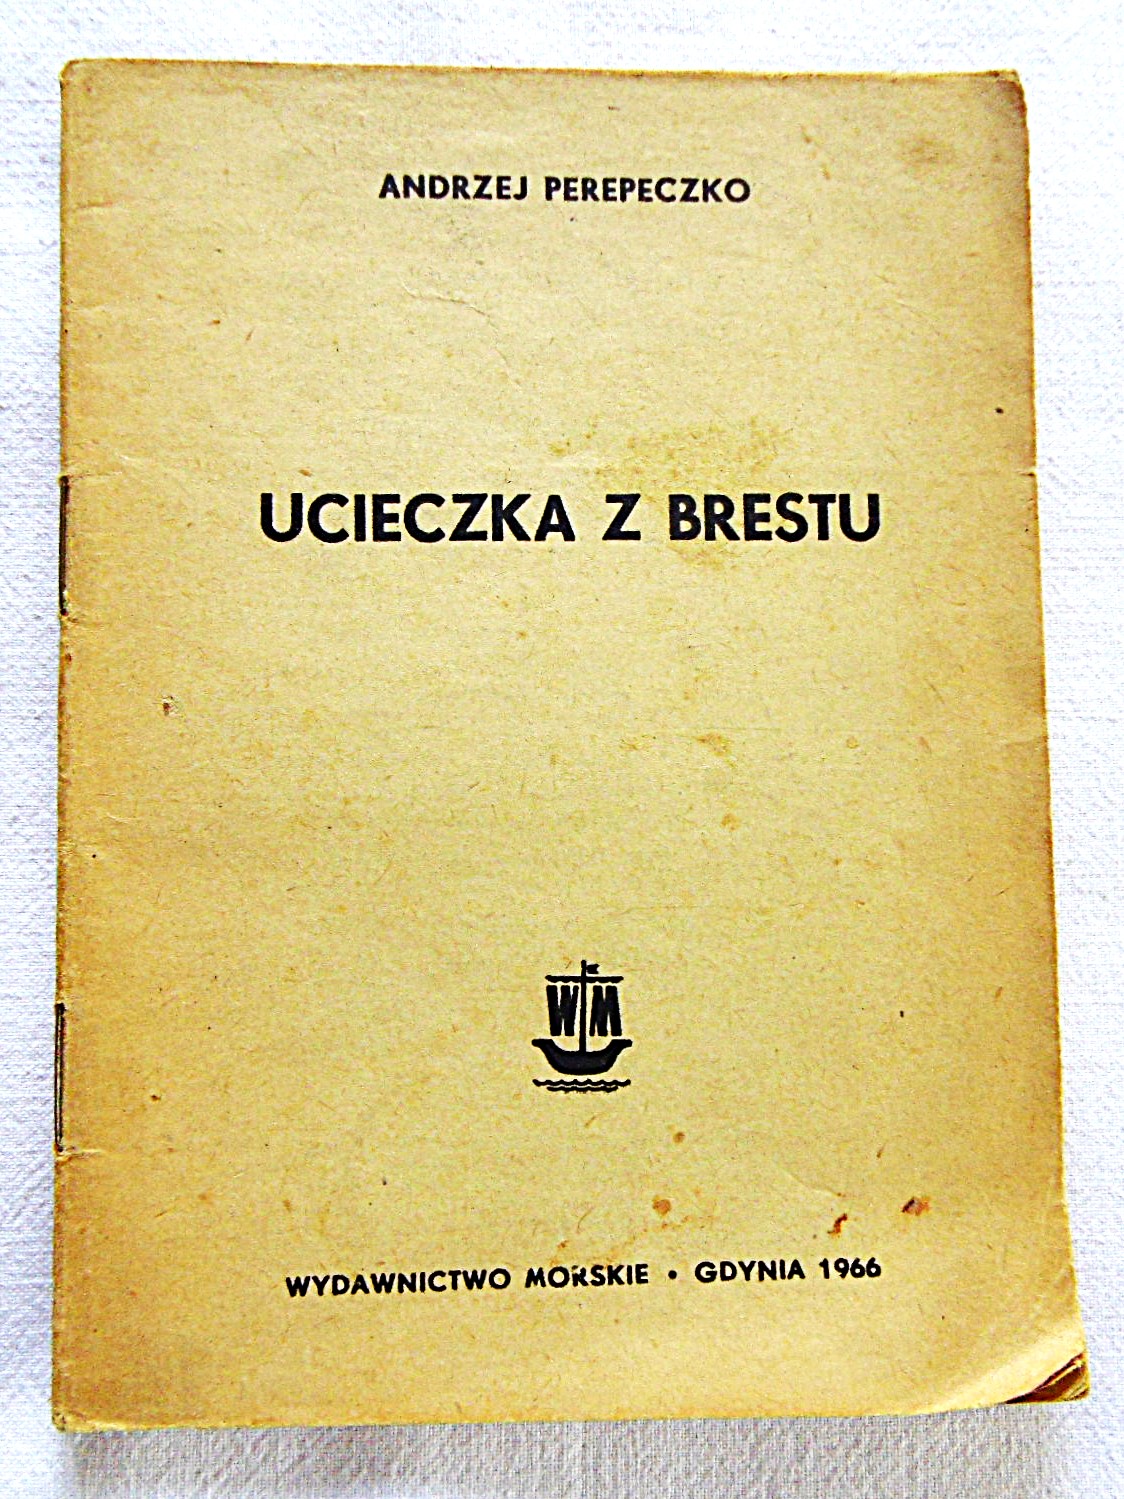 ANDRZEJ PEREPECZKO
UCIECZKA Z BRESTU
WM
WYDAWNICTWO MORSKIE • GDYNIA 1966